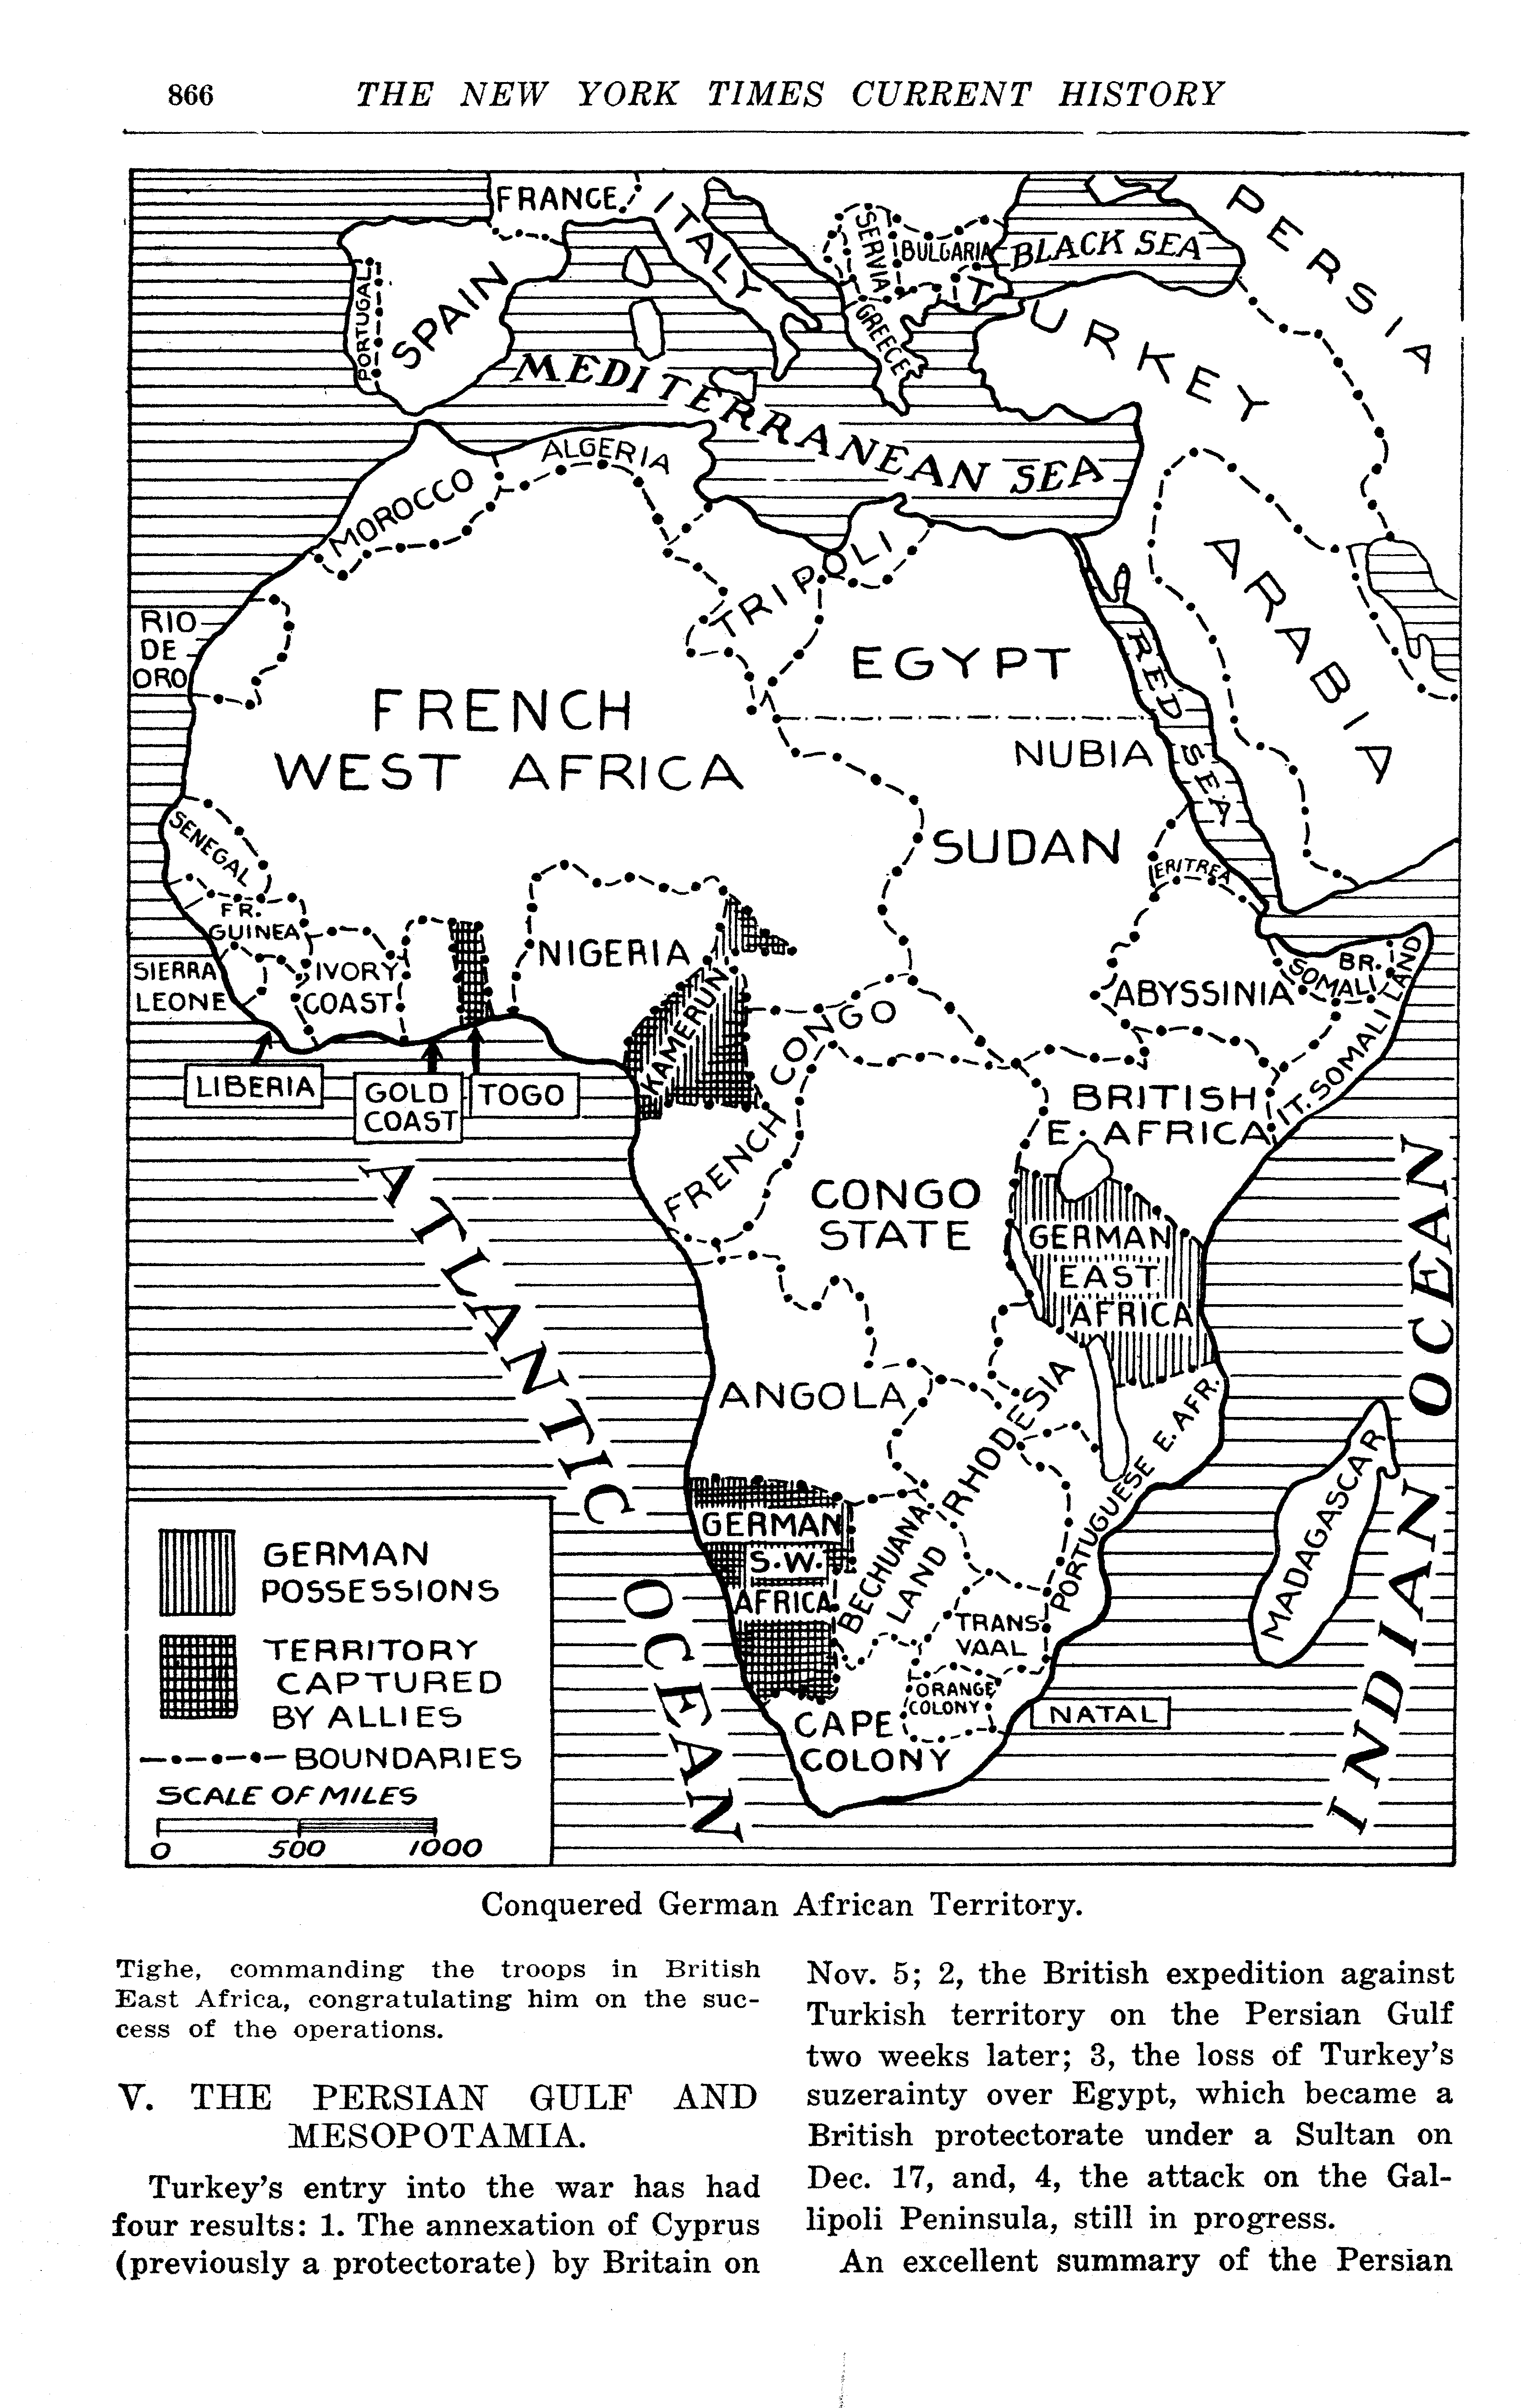 866 THE NEW YORK TIMES CURRENT HISTORY
FRANCE
ITALY
SERVIA
BULGARIA
BLACK SEA
PERSIA
PORTUGAL
SPAIN
GREECE
TURKEY
MEDITERRANEAN SEA
MOROCCO
ALGERIA
TRIPOLI
ARABIA
RIO
DE
ORO
EGYPT
RED SEA
FRENCH
WEST AFRICA
NUBIA
SUDAN
SENEGAL
ERITREA
FR.
GUINEA
SIERRA
LEONE
IVORY
COAST
NIGERIA
KAMERUN
ABYSSINIA
BR.
SOMALI
LIBERIA
GOLD
COAST
TOGO
FRENCH CONGO
BRITISH
E. AFRICA
IT. SOMALI LAND
CONGO
STATE
GERMAN
EAST
AFRICA
ATLANTIC OCEAN
INDIAN OCEAN
ANGOLA
RHODESIA
PORTUGUESE E. AFR.
MADAGASCAR
GERMAN
S.W.
AFRICA
BECHUANA
LAND
TRANS
VAAL
ORANGE
COLONY
NATAL
CAPE
COLONY
GERMAN
POSSESSIONS
TERRITORY
CAPTURED
BY ALLIES
BOUNDARIES
SCALE OF MILES
0 500 1000
Conquered German African Territory.
Tighe, commanding the troops in British
East Africa, congratulating him on the suc-
cess of the operations.
V. THE PERSIAN GULF AND
MESOPOTAMIA.
Turkey's entry into the war has had
four results: 1. The annexation of Cyprus
(previously a protectorate) by Britain on
Nov. 5; 2, the British expedition against
Turkish territory on the Persian Gulf
two weeks later; 3, the loss of Turkey's
suzerainty over Egypt, which became a
British protectorate under a Sultan on
Dec. 17, and, 4, the attack on the Gal-
lipoli Peninsula, still in progress.
An excellent summary of the Persian